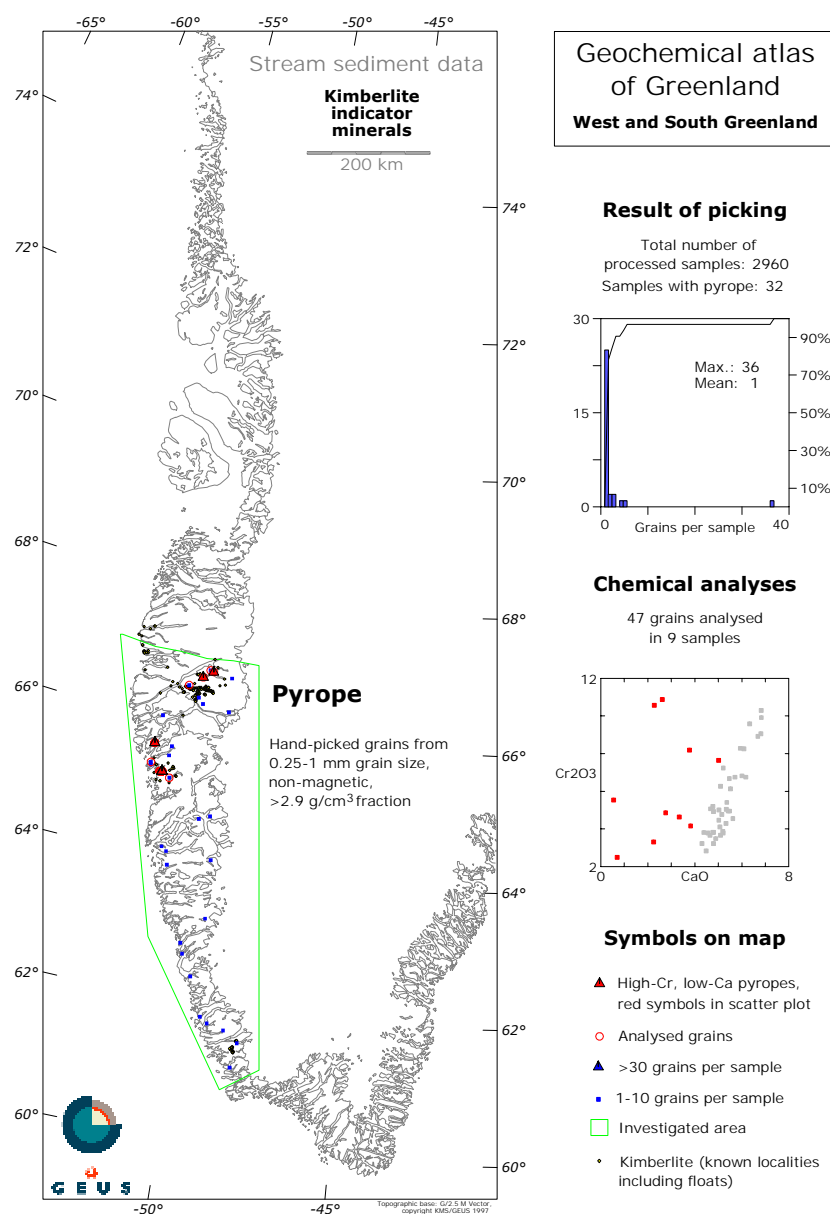 -65°
-60°
-55°
-50°
-45°
Stream sediment data
Kimberlite
indicator
minerals
200 km
74°
72°
70°
68°
66°
64°
62°
60°
74°
72°
70°
68°
66°
64°
62°
60°
-50°
-45°
Pyrope
Hand-picked grains from
0.25-1 mm grain size,
non-magnetic,
>2.9 g/cm³ fraction
G E U S
Topographic base: G/2.5 M Vector,
copyright KMS/GEUS 1997
Geochemical atlas
of Greenland
West and South Greenland
Result of picking
Total number of
processed samples: 2960
Samples with pyrope: 32
30
15
0
90%
70%
50%
30%
10%
Max.: 36
Mean: 1
0
40
Grains per sample
Chemical analyses
47 grains analysed
in 9 samples
12
Cr2O3
2
0
CaO
8
Symbols on map
High-Cr, low-Ca pyropes,
red symbols in scatter plot
Analysed grains
>30 grains per sample
1-10 grains per sample
Investigated area
Kimberlite (known localities
including floats)